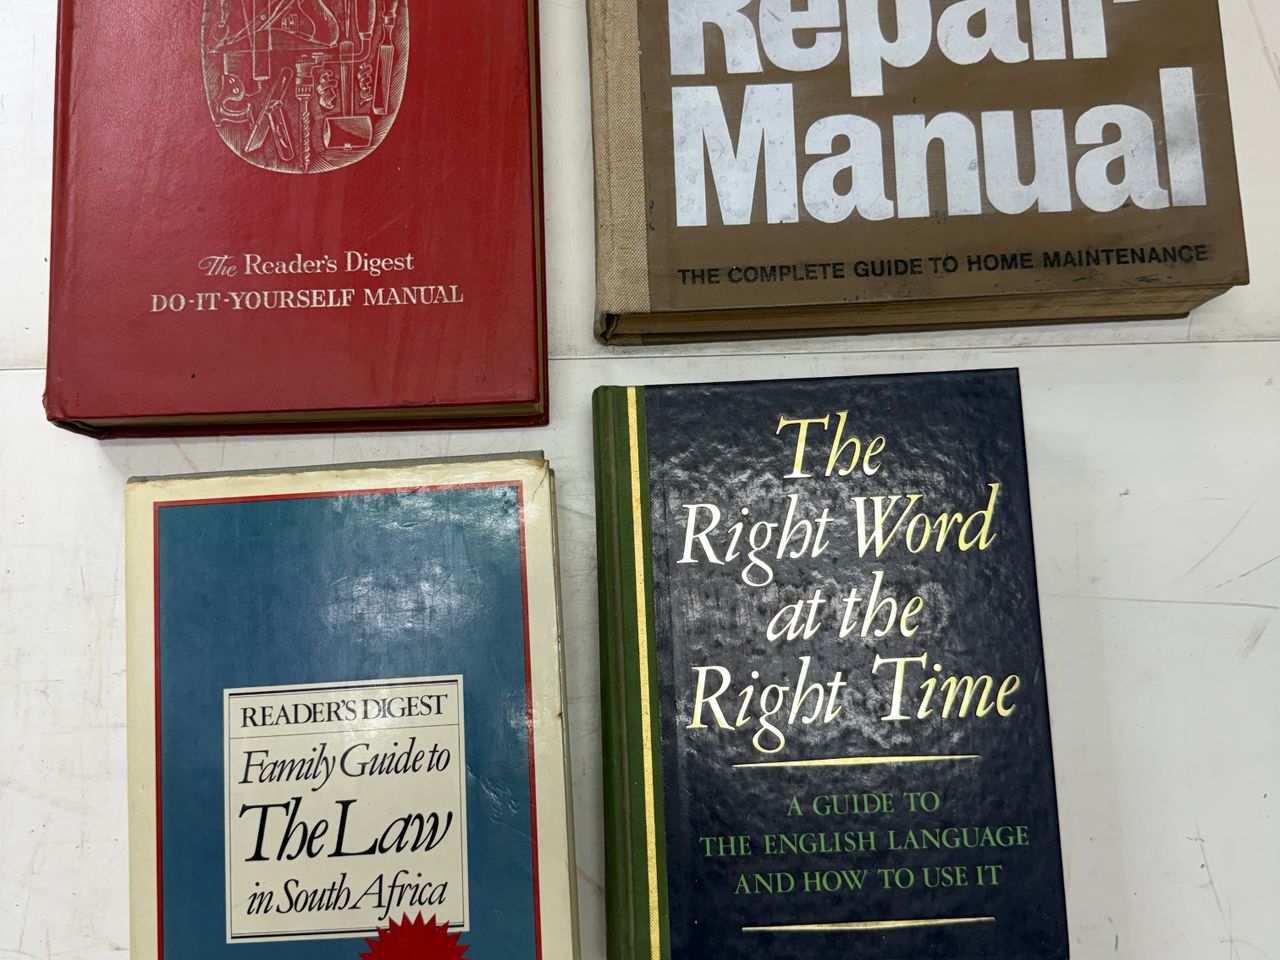 The Reader's Digest
DO-IT-YOURSELF MANUAL
Repair
Manual
THE COMPLETE GUIDE TO HOME MAINTENANCE
READER'S DIGEST
Family Guide to
The Law
in South Africa
The
Right Word
at the
Right Time
A GUIDE TO
THE ENGLISH LANGUAGE
AND HOW TO USE IT